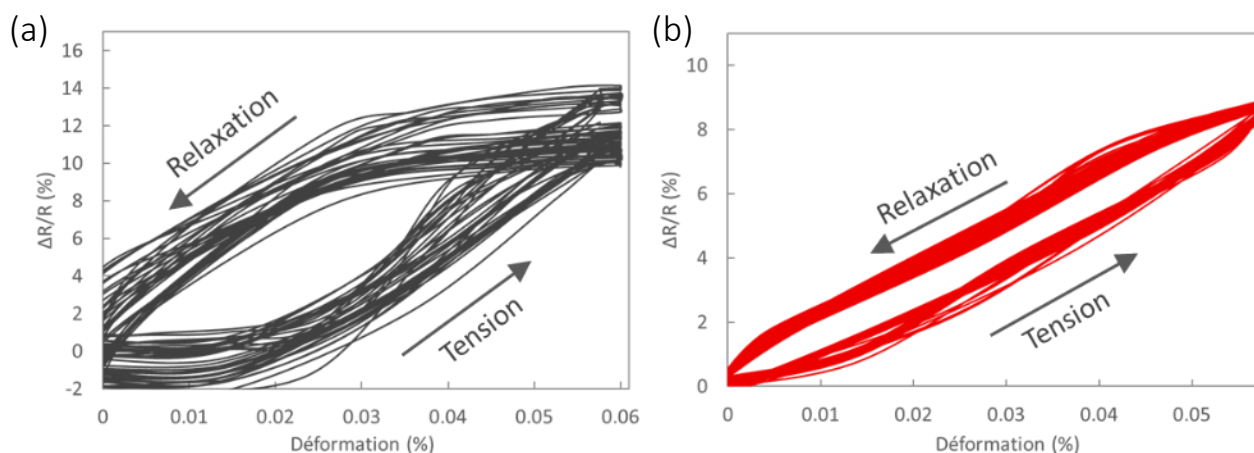 (a)
16
14
12
10
8
6
4
2
0
-2
ΔR/R (%)
Relaxation
Tension
0 0.01 0.02 0.03 0.04 0.05 0.06
Déformation (%)
(b)
10
8
6
4
2
0
ΔR/R (%)
Relaxation
Tension
0 0.01 0.02 0.03 0.04 0.05
Déformation (%)